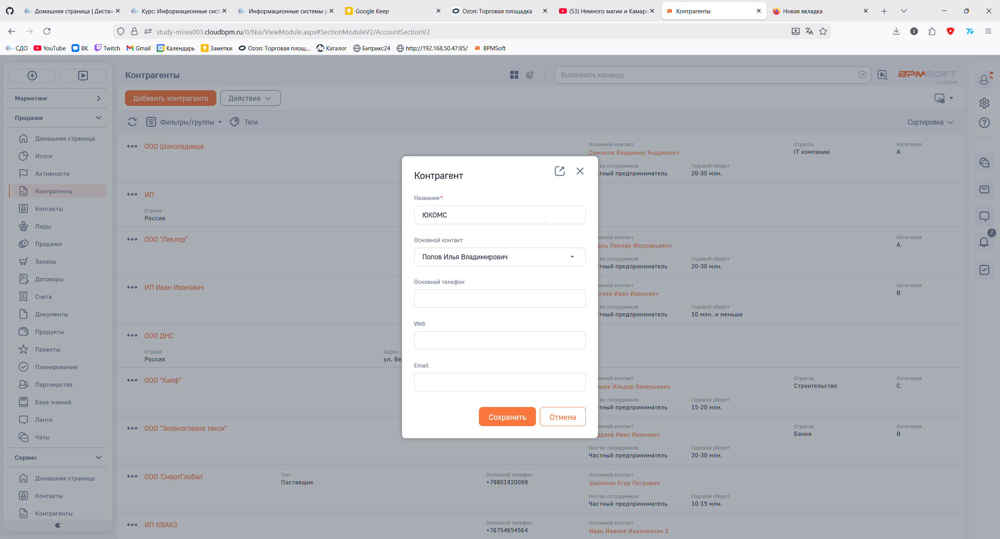 Домашняя страница | Дистан
Курс: Информационные сист
Информационные системы у
Google Keep
Ozon: Торговая площадка
(53) Немного магии и Камаро
Контрагенты
Новая вкладка
study-mirea003.cloudbpm.ru/0/Nui/ViewModule.aspx#SectionModuleV2/AccountSectionV2
СДО
YouTube
ВК
Twitch
Gmail
31
Календарь
Заметки
Ozon: Торговая площ...
Каталог
Битрикс24
http://192.168.50.47:85/
BPMSoft
Контрагенты
Выполнить команду
BPMSOFT
1.8.0.19108
Маркетинг
Добавить контрагента
Действия
Продажи
Фильтры/группы
Теги
Сортировка
Домашняя страница
Итоги
Активности
Контрагенты
Контакты
Лиды
Продажи
Заказы
Договоры
Счета
Документы
Продукты
Проекты
Планирование
Партнерства
База знаний
Лента
Чаты
Сервис
Домашняя страница
Контакты
Контрагенты
ООО Шоколадница
Основной контакт
Симонов Владимир Андреевич
Отрасль
IT компании
Категория
A
-во сотрудников
стный предприниматель
Годовой оборот
20-30 млн.
ИП
Страна
Россия
ООО "Леклер"
овной контакт
рль Леклер Феррарьевич
Категория
A
-во сотрудников
стный предприниматель
Годовой оборот
20-30 млн.
ИП Иван Иванович
овной контакт
ргеев Иван Иванович
Категория
B
-во сотрудников
стный предприниматель
Годовой оборот
10 млн. и меньше
ООО ДНС
Страна
Россия
Адрес
ул. Ве
ООО "Кайф"
овной контакт
шев Ильдар Валерьевич
Отрасль
Строительство
Категория
C
-во сотрудников
стный предприниматель
Годовой оборот
15-20 млн.
ООО "Зеленоглазое такси"
овной контакт
ддаев Иван Иванович
Отрасль
Банки
Категория
B
Кол-во сотрудников
Частный предприниматель
Годовой оборот
20-30 млн.
ООО 'СмартГлобал'
Тип
Поставщик
Основной телефон
+79801920099
Основной контакт
Шаляпин Егор Петрович
Кол-во сотрудников
Частный предприниматель
Годовой оборот
10-15 млн.
ИП КВАК3
Основной телефон
+76754654564
Основной контакт
Иван Иванов Ивановичич 3
Контрагент
Название*
ЮКОМС
Основной контакт
Попов Илья Владимирович
Основной телефон
Web
Email
Сохранить
Отмена
2